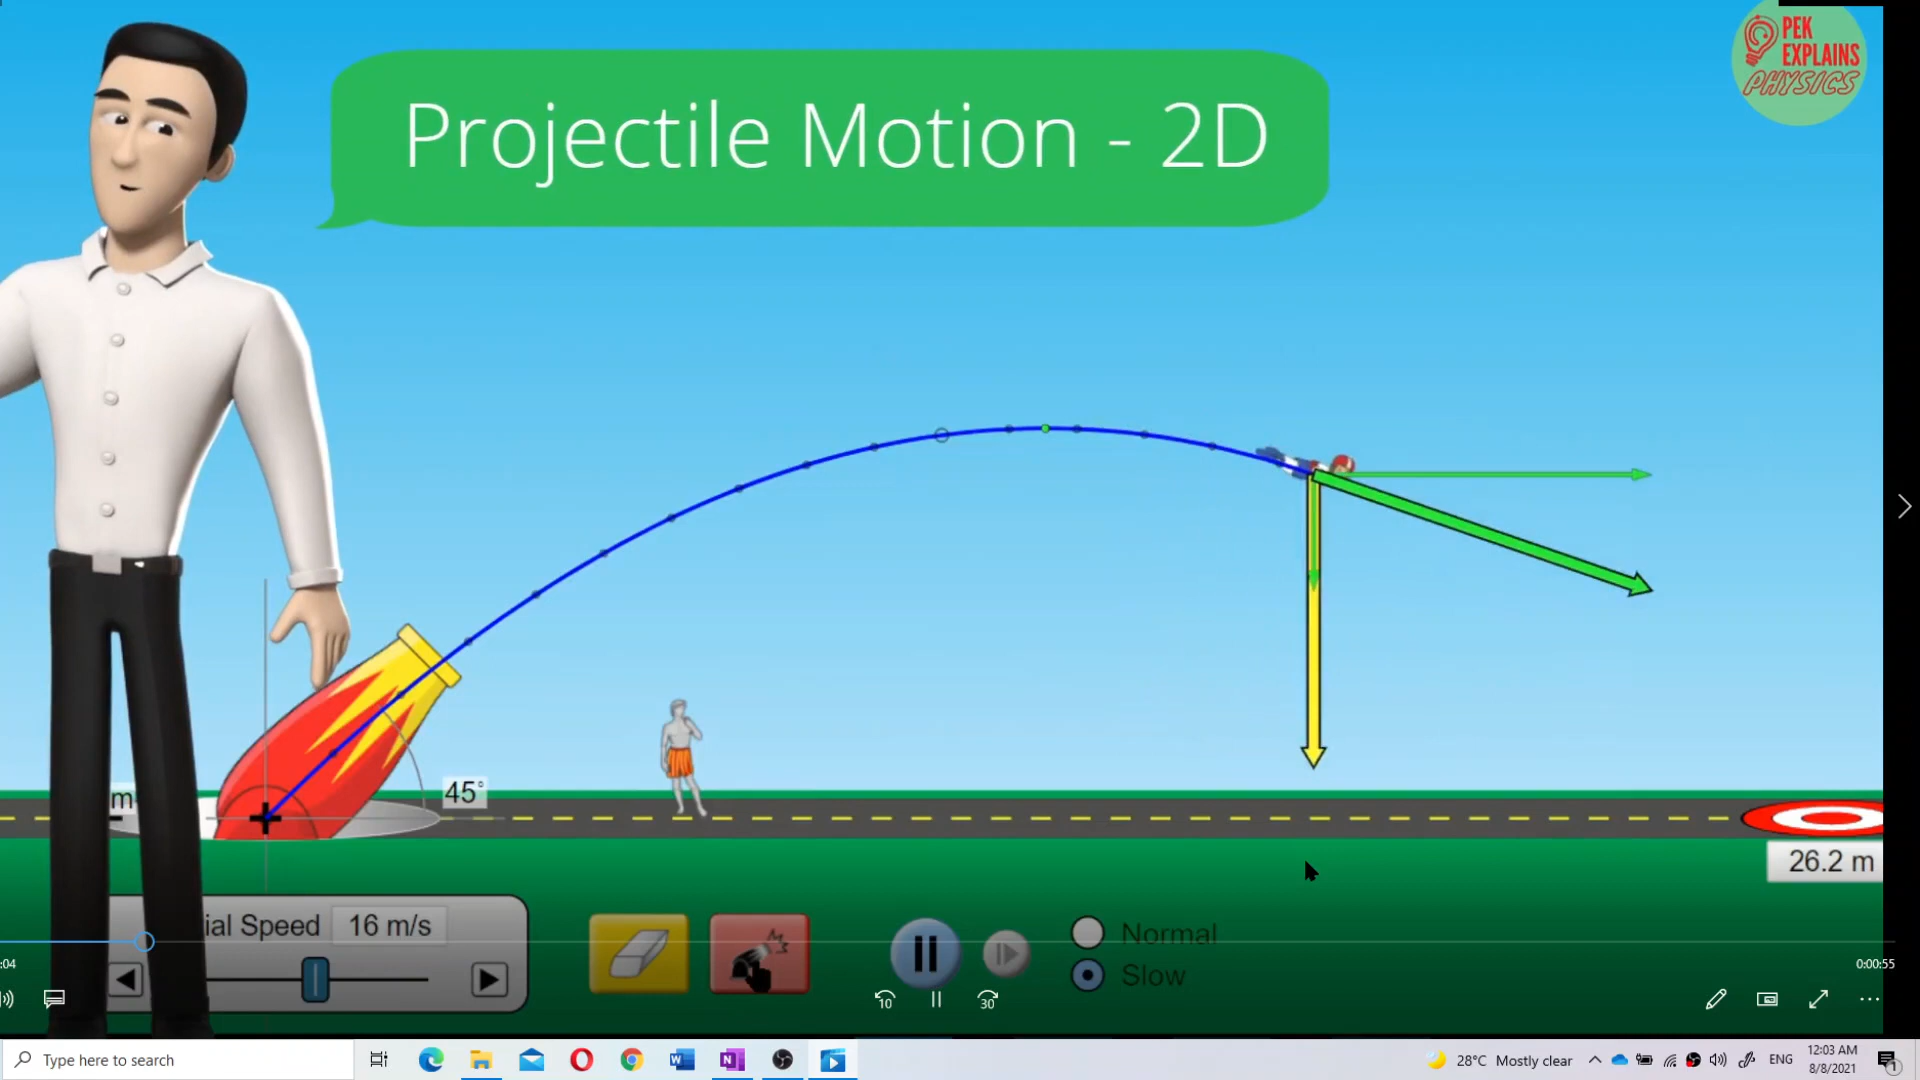 PEK
EXPLAINS
PHYSICS
Projectile Motion - 2D
m
45°
26.2 m
ial Speed 16 m/s
Normal
Slow
:04
0:00:55
10
30
Type here to search
28°C Mostly clear
ENG
12:03 AM
8/8/2021
1